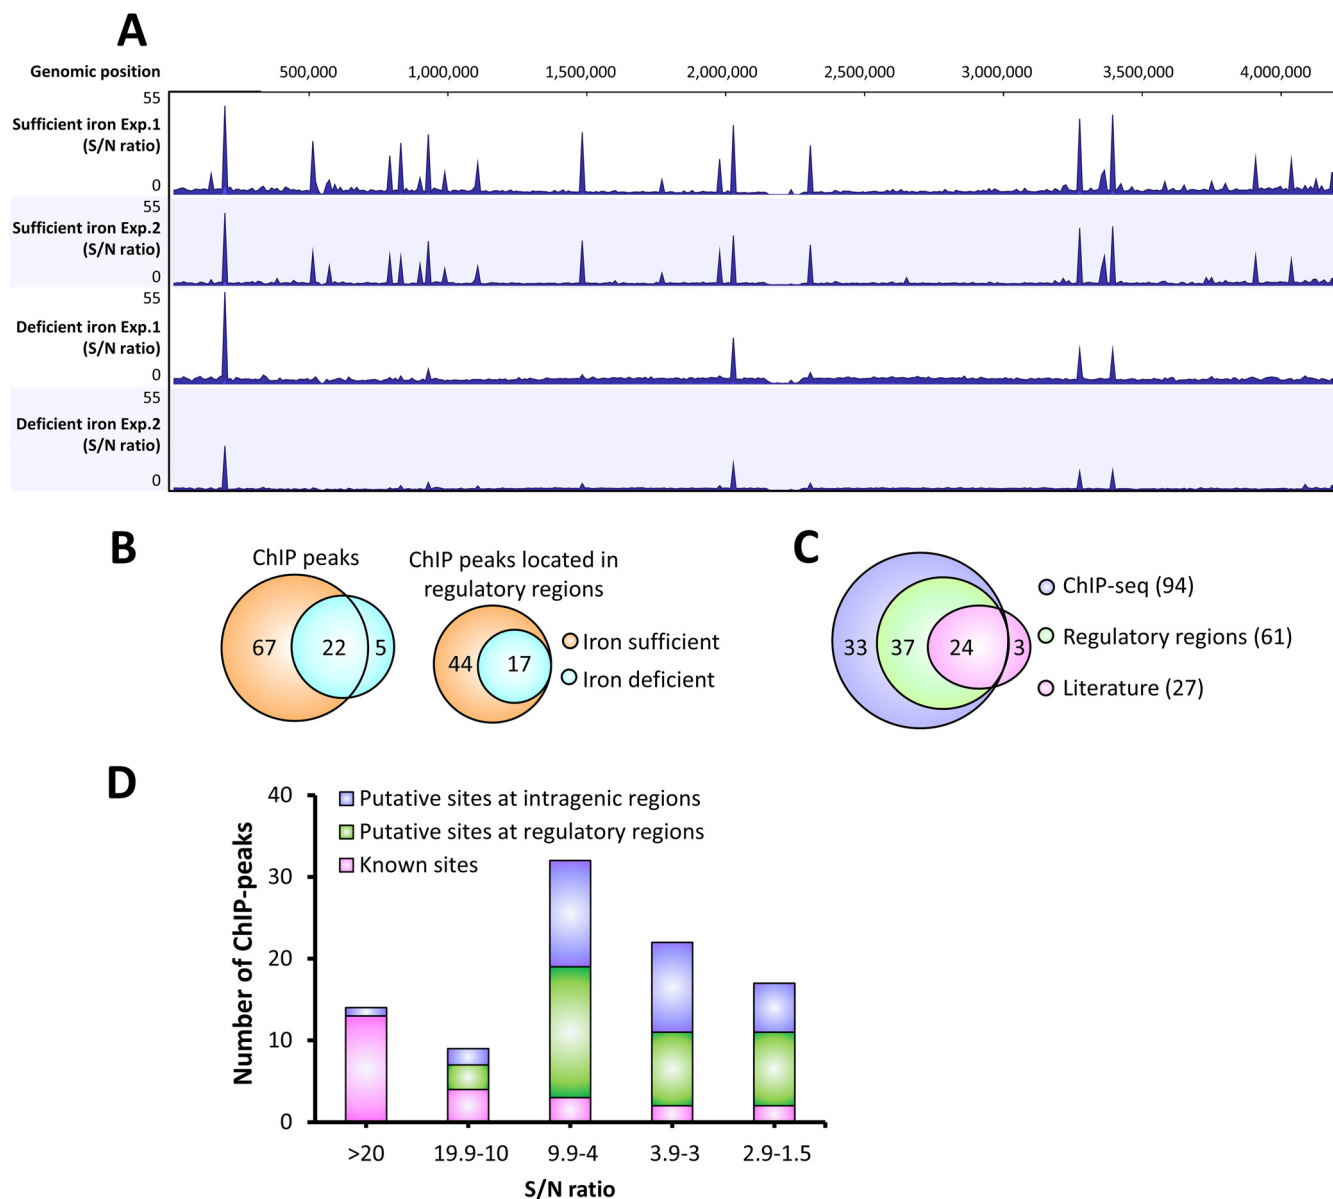 A
Genomic position 500,000 1,000,000 1,500,000 2,000,000 2,500,000 3,000,000 3,500,000 4,000,000
55
Sufficient iron Exp.1
(S/N ratio)
0
55
Sufficient iron Exp.2
(S/N ratio)
0
55
Deficient iron Exp.1
(S/N ratio)
0
55
Deficient iron Exp.2
(S/N ratio)
0
B
ChIP peaks
67 22 5
ChIP peaks located in
regulatory regions
44 17
Iron sufficient
Iron deficient
C
33 37 24 3
ChIP-seq (94)
Regulatory regions (61)
Literature (27)
D
Number of ChIP-peaks
40
30
20
10
0
Putative sites at intragenic regions
Putative sites at regulatory regions
Known sites
>20 19.9-10 9.9-4 3.9-3 2.9-1.5
S/N ratio